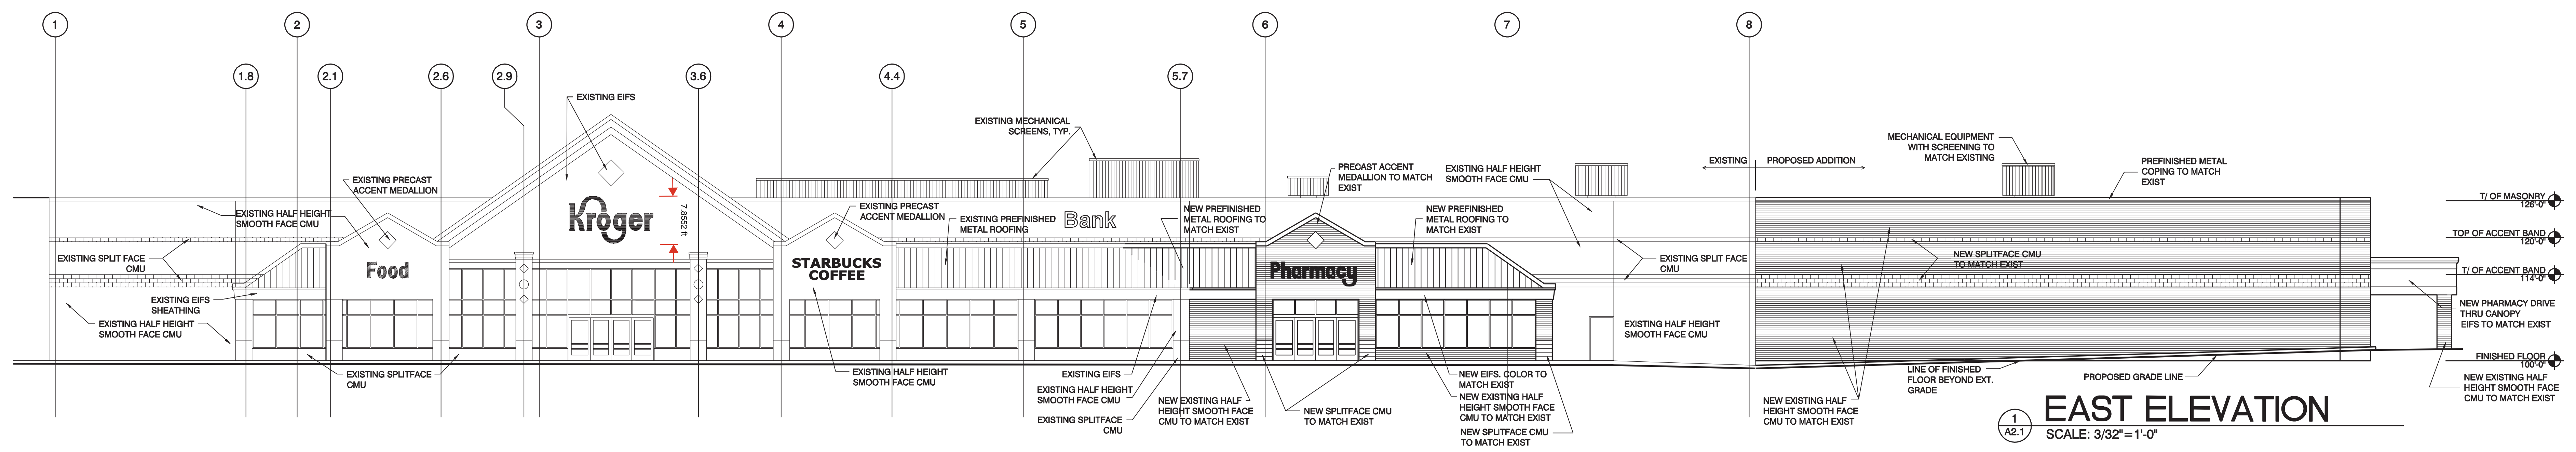 1
2
3
4
5
6
7
8
1.8
2.1
2.6
2.9
3.6
4.4
5.7
EXISTING EIFS
EXISTING MECHANICAL
SCREENS, TYP.
MECHANICAL EQUIPMENT
WITH SCREENING TO
MATCH EXISTING
EXISTING
PROPOSED ADDITION
PREFINISHED METAL
COPING TO MATCH
EXIST
EXISTING PRECAST
ACCENT MEDALLION
PRECAST ACCENT
MEDALLION TO MATCH
EXIST
EXISTING HALF HEIGHT
SMOOTH FACE CMU
T/ OF MASONRY
126'-0"
EXISTING HALF HEIGHT
SMOOTH FACE CMU
Kroger
7.8552 ft
EXISTING PRECAST
ACCENT MEDALLION
EXISTING PREFINISHED
METAL ROOFING
Bank
NEW PREFINISHED
METAL ROOFING TO
MATCH EXIST
NEW PREFINISHED
METAL ROOFING TO
MATCH EXIST
TOP OF ACCENT BAND
120'-0"
EXISTING SPLIT FACE
CMU
Food
STARBUCKS
COFFEE
Pharmacy
EXISTING SPLIT FACE
CMU
NEW SPLITFACE CMU
TO MATCH EXIST
T/ OF ACCENT BAND
114'-0"
EXISTING EIFS
SHEATHING
EXISTING HALF HEIGHT
SMOOTH FACE CMU
EXISTING HALF HEIGHT
SMOOTH FACE CMU
NEW PHARMACY DRIVE
THRU CANOPY
EIFS TO MATCH EXIST
FINISHED FLOOR
100'-0"
EXISTING SPLITFACE
CMU
EXISTING HALF HEIGHT
SMOOTH FACE CMU
EXISTING EIFS
EXISTING HALF HEIGHT
SMOOTH FACE CMU
EXISTING SPLITFACE
CMU
NEW EXISTING HALF
HEIGHT SMOOTH FACE
CMU TO MATCH EXIST
NEW SPLITFACE CMU
TO MATCH EXIST
NEW EIFS. COLOR TO
MATCH EXIST
NEW EXISTING HALF
HEIGHT SMOOTH FACE
CMU TO MATCH EXIST
NEW SPLITFACE CMU
TO MATCH EXIST
NEW EXISTING HALF
HEIGHT SMOOTH FACE
CMU TO MATCH EXIST
LINE OF FINISHED
FLOOR BEYOND EXT.
GRADE
PROPOSED GRADE LINE
NEW EXISTING HALF
HEIGHT SMOOTH FACE
CMU TO MATCH EXIST
1
A2.1
EAST ELEVATION
SCALE: 3/32"=1'-0"